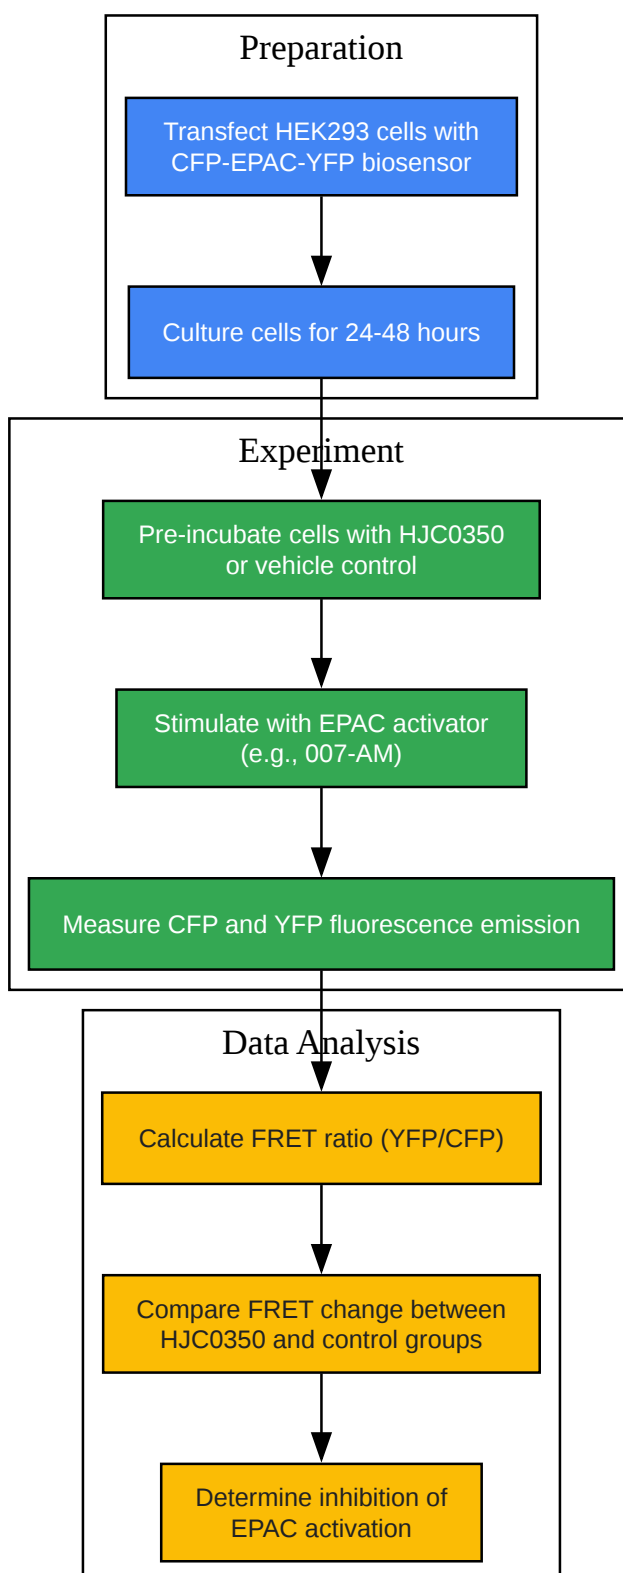 Preparation
Transfect HEK293 cells with
CFP-EPAC-YFP biosensor
Culture cells for 24-48 hours
Experiment
Pre-incubate cells with HJC0350
or vehicle control
Stimulate with EPAC activator
(e.g., 007-AM)
Measure CFP and YFP fluorescence emission
Data Analysis
Calculate FRET ratio (YFP/CFP)
Compare FRET change between
HJC0350 and control groups
Determine inhibition of
EPAC activation